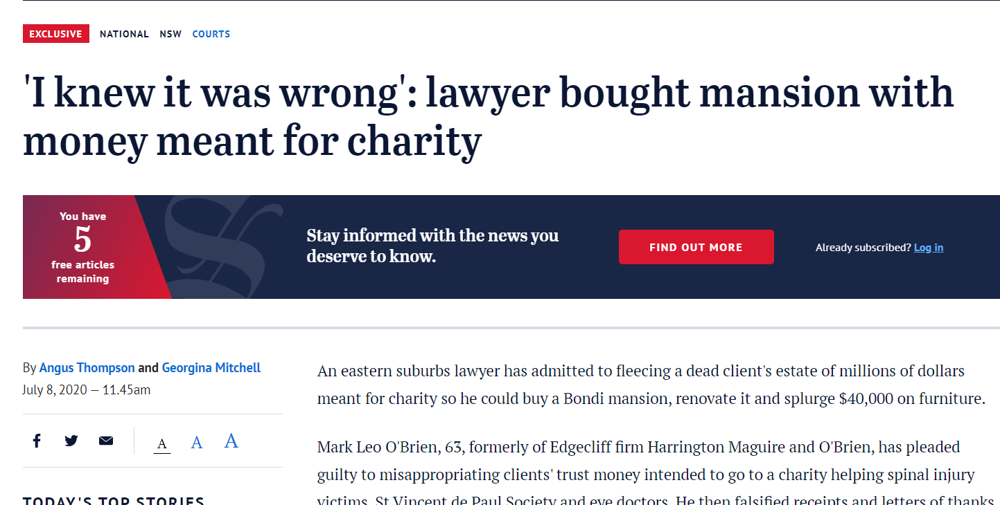 EXCLUSIVE NATIONAL NSW COURTS
'I knew it was wrong': lawyer bought mansion with
money meant for charity
You have
5
free articles
remaining
Stay informed with the news you
deserve to know.
FIND OUT MORE
Already subscribed? Log in
By Angus Thompson and Georgina Mitchell
July 8, 2020 — 11.45am
A A A
TODAY'S TOP STORIES
An eastern suburbs lawyer has admitted to fleecing a dead client's estate of millions of dollars
meant for charity so he could buy a Bondi mansion, renovate it and splurge $40,000 on furniture.
Mark Leo O'Brien, 63, formerly of Edgecliff firm Harrington Maguire and O'Brien, has pleaded
guilty to misappropriating clients' trust money intended to go to a charity helping spinal injury
victims, St Vincent de Paul Society and eye doctors. He then falsified receipts and letters of thanks